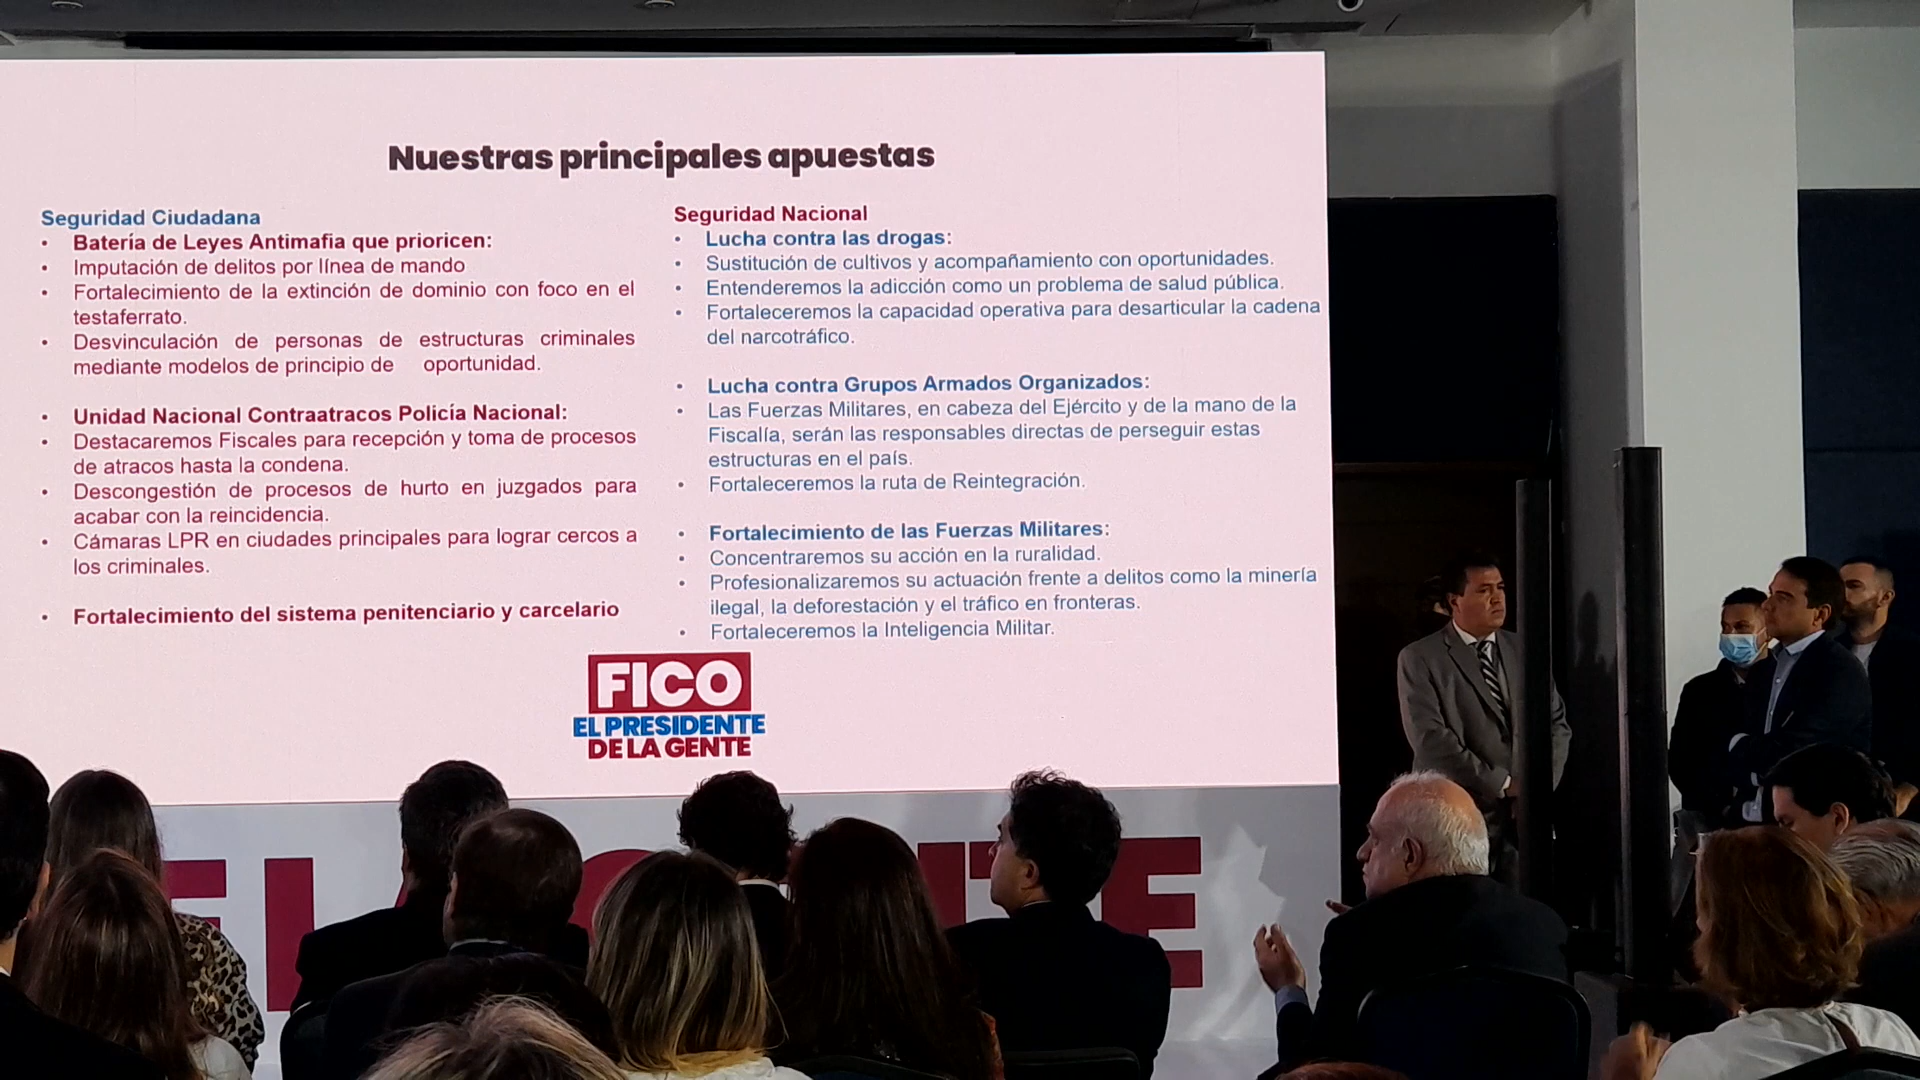 Nuestras principales apuestas
Seguridad Ciudadana
• Batería de Leyes Antimafia que prioricen:
• Imputación de delitos por línea de mando
• Fortalecimiento de la extinción de dominio con foco en el
testaferrato.
• Desvinculación de personas de estructuras criminales
mediante modelos de principio de oportunidad.
• Unidad Nacional Contraatracos Policía Nacional:
• Destacaremos Fiscales para recepción y toma de procesos
de atracos hasta la condena.
• Descongestión de procesos de hurto en juzgados para
acabar con la reincidencia.
• Cámaras LPR en ciudades principales para lograr cercos a
los criminales.
• Fortalecimiento del sistema penitenciario y carcelario
Seguridad Nacional
• Lucha contra las drogas:
• Sustitución de cultivos y acompañamiento con oportunidades.
• Entenderemos la adicción como un problema de salud pública.
• Fortaleceremos la capacidad operativa para desarticular la cadena
del narcotráfico.
• Lucha contra Grupos Armados Organizados:
• Las Fuerzas Militares, en cabeza del Ejército y de la mano de la
Fiscalía, serán las responsables directas de perseguir estas
estructuras en el país.
• Fortaleceremos la ruta de Reintegración.
• Fortalecimiento de las Fuerzas Militares:
• Concentraremos su acción en la ruralidad.
• Profesionalizaremos su actuación frente a delitos como la minería
ilegal, la deforestación y el tráfico en fronteras.
• Fortaleceremos la Inteligencia Militar.
FICO
EL PRESIDENTE
DE LA GENTE